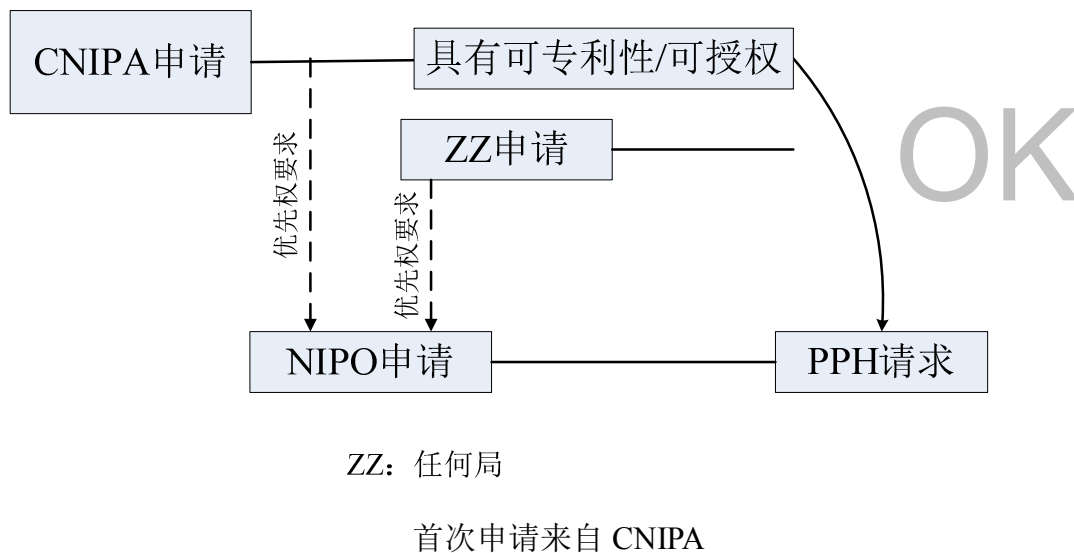 CNIPA申请
具有可专利性/可授权
OK
ZZ申请
优先权要求
优先权要求
NIPO申请
PPH请求
ZZ：任何局
首次申请来自 CNIPA